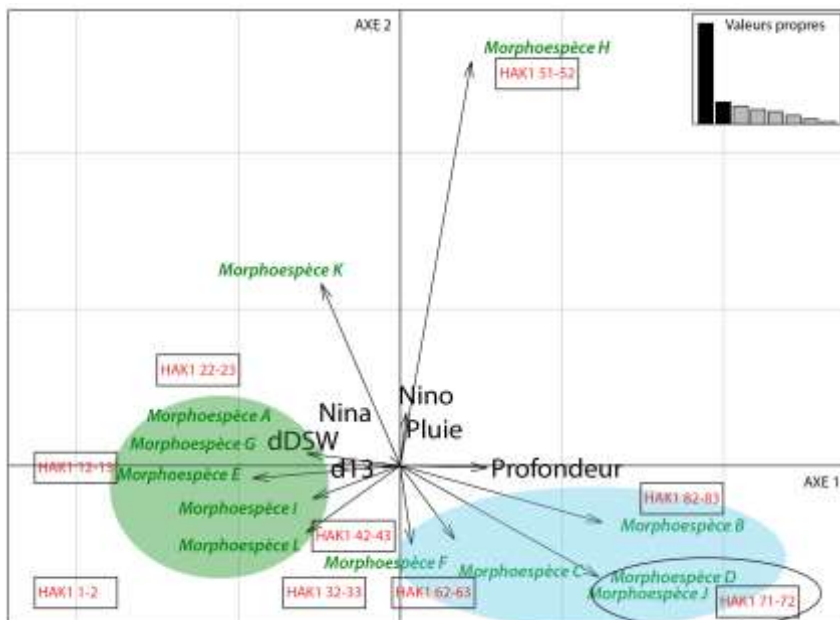 AXE 2
Valeurs propres
Morphoespèce H
HAK1 51-52
Morphoespèce K
HAK1 22-23
Nino
Nina
Pluie
Morphoespèce A
Morphoespèce G
dDSW
HAK1 12-13
Morphoespèce E
d13
Profondeur
AXE 1
HAK1 82-83
Morphoespèce I
Morphoespèce B
HAK1 42-43
Morphoespèce L
Morphoespèce F
Morphoespèce C
Morphoespèce D
Morphoespèce J
HAK1 1-2
HAK1 32-33
HAK1 62-63
HAK1 71-72